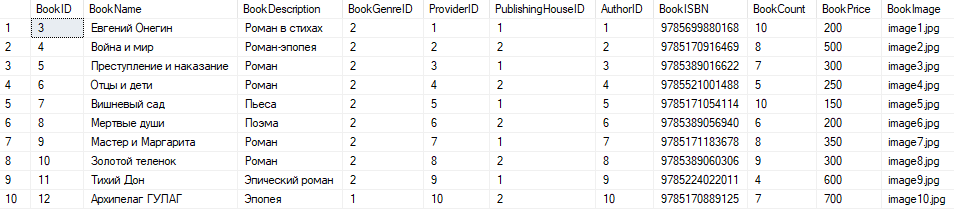 BookID BookName BookDescription BookGenreID ProviderID PublishingHouseID AuthorID BookISBN BookCount BookPrice BookImage
1 3 Евгений Онегин Роман в стихах 2 1 1 1 9785699880168 10 200 image1.jpg
2 4 Война и мир Роман-эпопея 2 2 2 2 9785170916469 8 500 image2.jpg
3 5 Преступление и наказание Роман 2 3 1 3 9785389016622 7 300 image3.jpg
4 6 Отцы и дети Роман 2 4 2 4 9785521001488 5 250 image4.jpg
5 7 Вишневый сад Пьеса 2 5 1 5 9785171054114 10 150 image5.jpg
6 8 Мертвые души Поэма 2 6 2 6 9785389056940 6 200 image6.jpg
7 9 Мастер и Маргарита Роман 2 7 1 7 9785171183678 8 350 image7.jpg
8 10 Золотой теленок Роман 2 8 2 8 9785389060306 9 300 image8.jpg
9 11 Тихий Дон Эпический роман 2 9 1 9 9785224022011 4 600 image9.jpg
10 12 Архипелаг ГУЛАГ Эпопея 1 10 2 10 9785170889125 7 700 image10.jpg